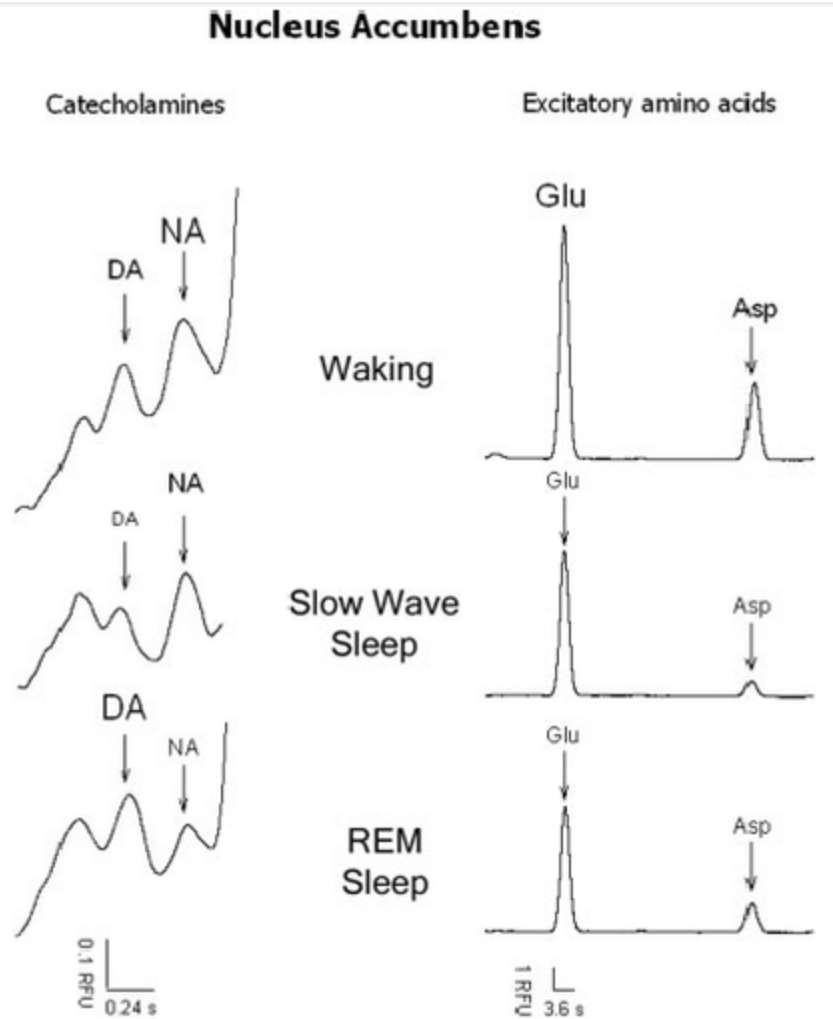 Nucleus Accumbens
Catecholamines
Excitatory amino acids
DA
NA
Waking
Glu
Asp
DA
NA
Slow Wave
Sleep
Glu
Asp
DA
NA
REM
Sleep
Glu
Asp
0.1 RFU
0.24 s
1 RFU
3.6 s